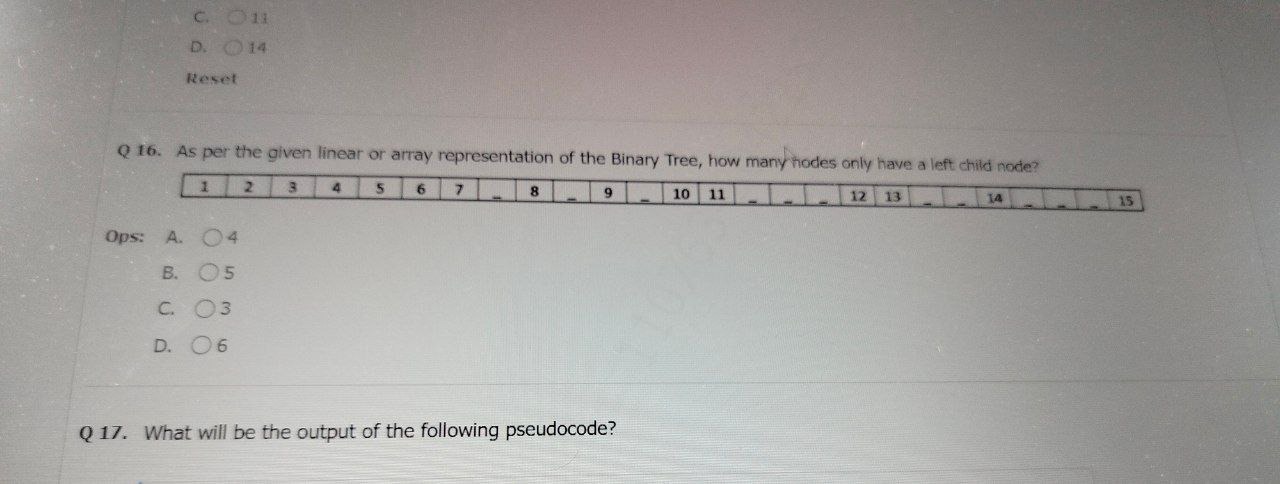 C. 11
D. 14
Reset
Q 16. As per the given linear or array representation of the Binary Tree, how many nodes only have a left child node?
1 2 3 4 5 6 7 _ 8 _ 9 _ 10 11 _ _ _ 12 13 _ _ 14 _ _ _ 15
Ops: A. 4
B. 5
C. 3
D. 6
Q 17. What will be the output of the following pseudocode?